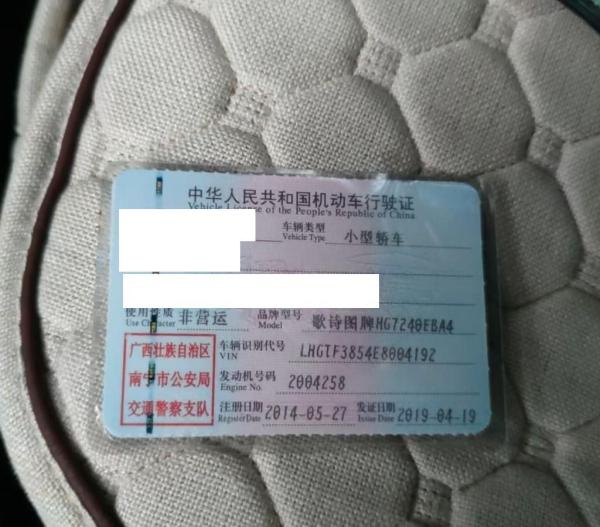 中华人民共和国机动车行驶证
Vehicle License of the People's Republic of China
车辆类型 小型轿车
Vehicle Type
使用性质 非营运 品牌型号 歌诗图牌HG7240EBA4
Use Character Model
广西壮族自治区
南宁市公安局
交通警察支队
车辆识别代号 LHGTF3854E8004192
VIN
发动机号码 2004258
Engine No.
注册日期 2014-05-27 发证日期 2019-04-19
Register Date Issue Date